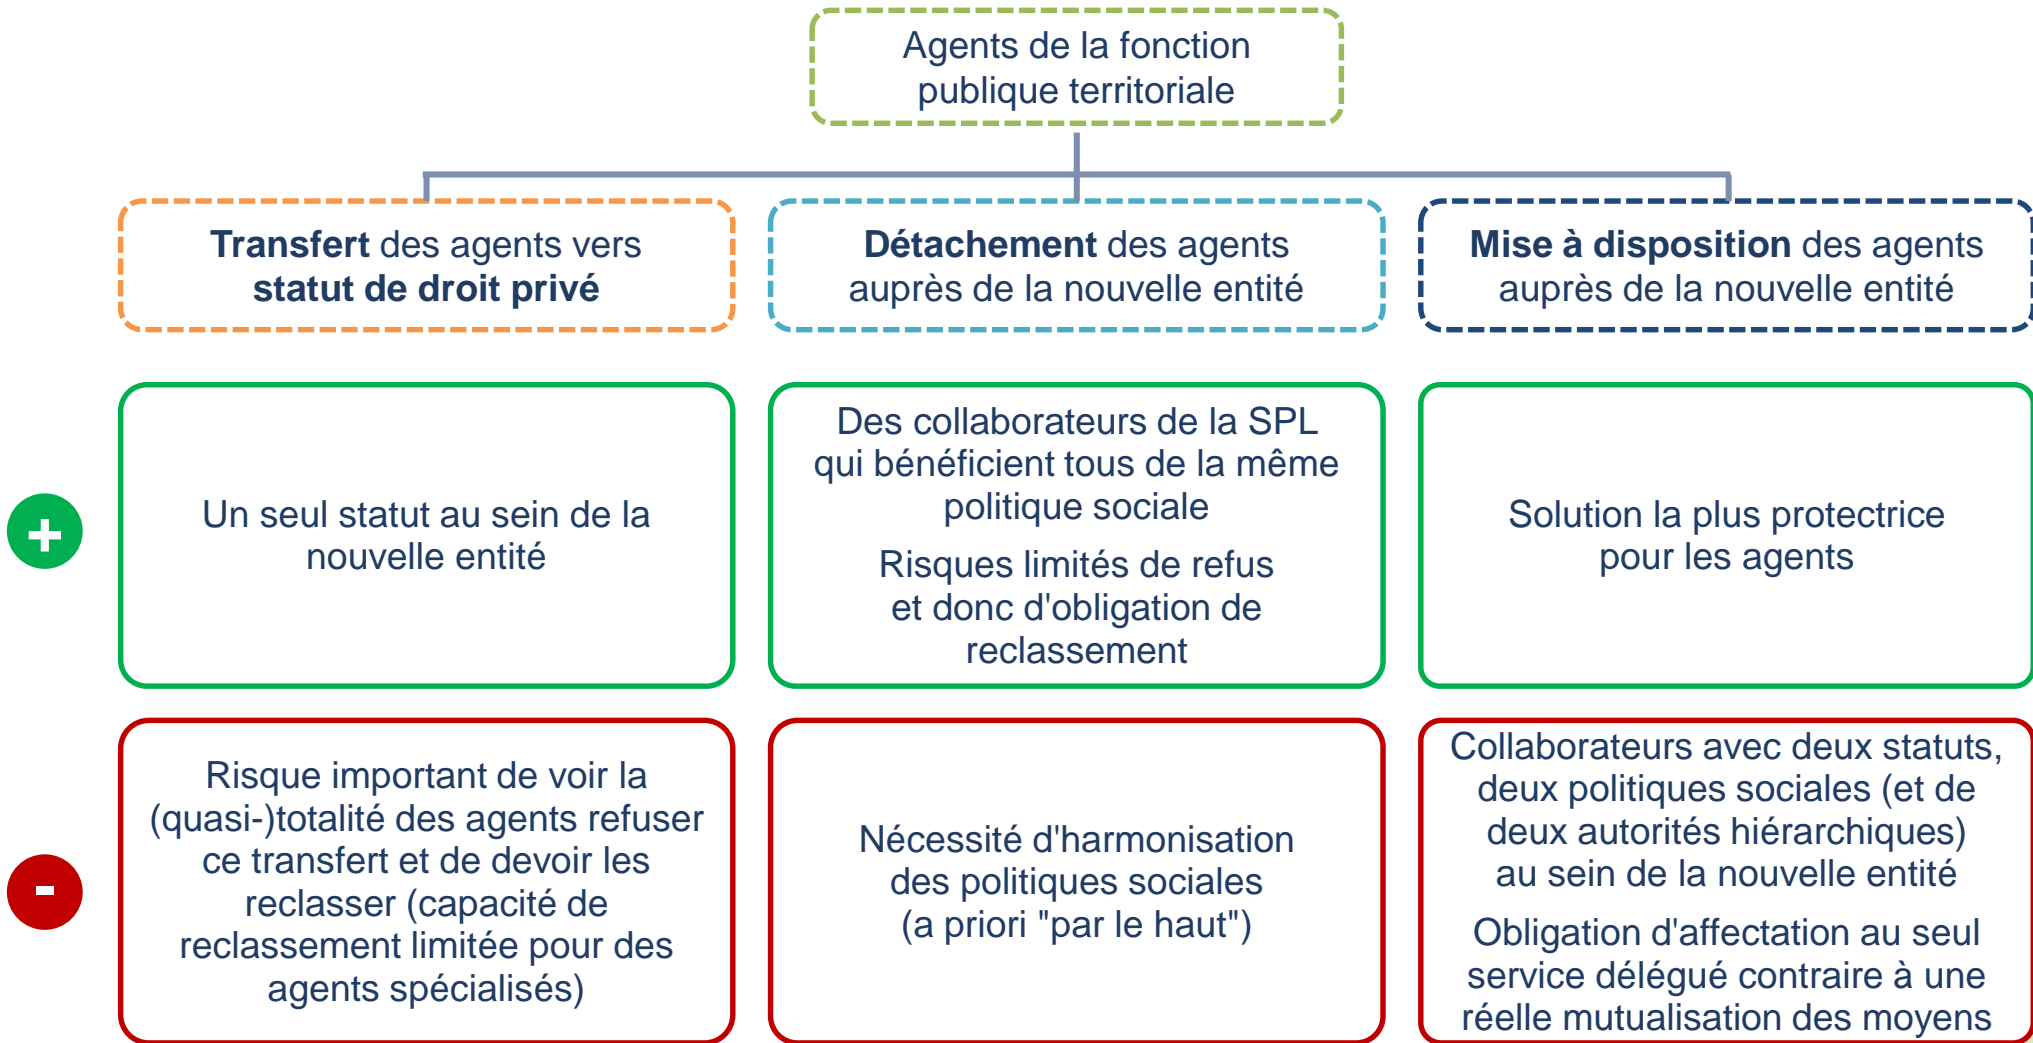 Agents de la fonction
publique territoriale
Transfert des agents vers
statut de droit privé
Détachement des agents
auprès de la nouvelle entité
Mise à disposition des agents
auprès de la nouvelle entité
+
Un seul statut au sein de la
nouvelle entité
Des collaborateurs de la SPL
qui bénéficient tous de la même
politique sociale
Risques limités de refus
et donc d'obligation de
reclassement
Solution la plus protectrice
pour les agents
-
Risque important de voir la
(quasi-)totalité des agents refuser
ce transfert et de devoir les
reclasser (capacité de
reclassement limitée pour des
agents spécialisés)
Nécessité d'harmonisation
des politiques sociales
(a priori "par le haut")
Collaborateurs avec deux statuts,
deux politiques sociales (et de
deux autorités hiérarchiques)
au sein de la nouvelle entité
Obligation d'affectation au seul
service délégué contraire à une
réelle mutualisation des moyens